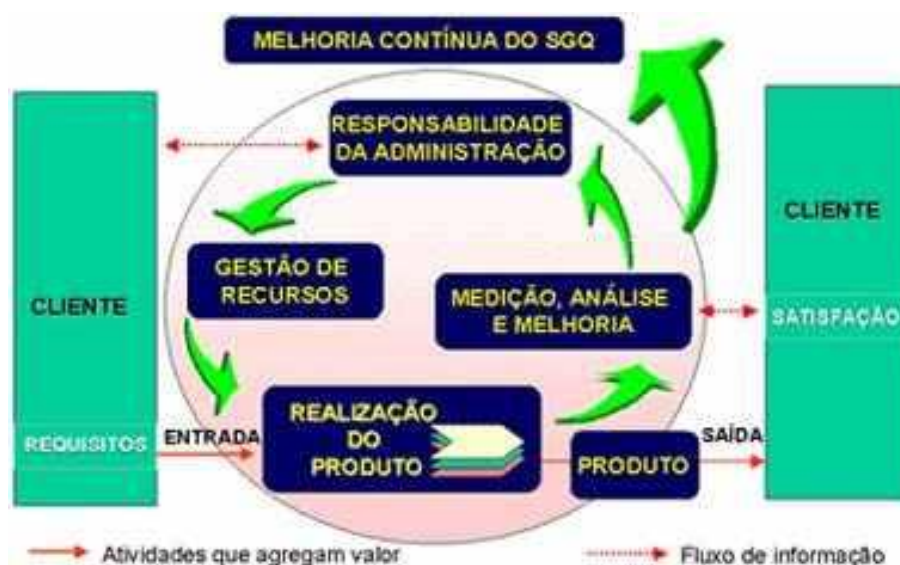 MELHORIA CONTÍNUA DO SGQ
RESPONSABILIDADE
DA ADMINISTRAÇÃO
CLIENTE
GESTÃO DE
RECURSOS
CLIENTE
MEDIÇÃO, ANÁLISE
E MELHORIA
SATISFAÇÃO
REQUISITOS
ENTRADA
REALIZAÇÃO
DO
PRODUTO
PRODUTO
SAÍDA
Atividades que agregam valor
Fluxo de informação